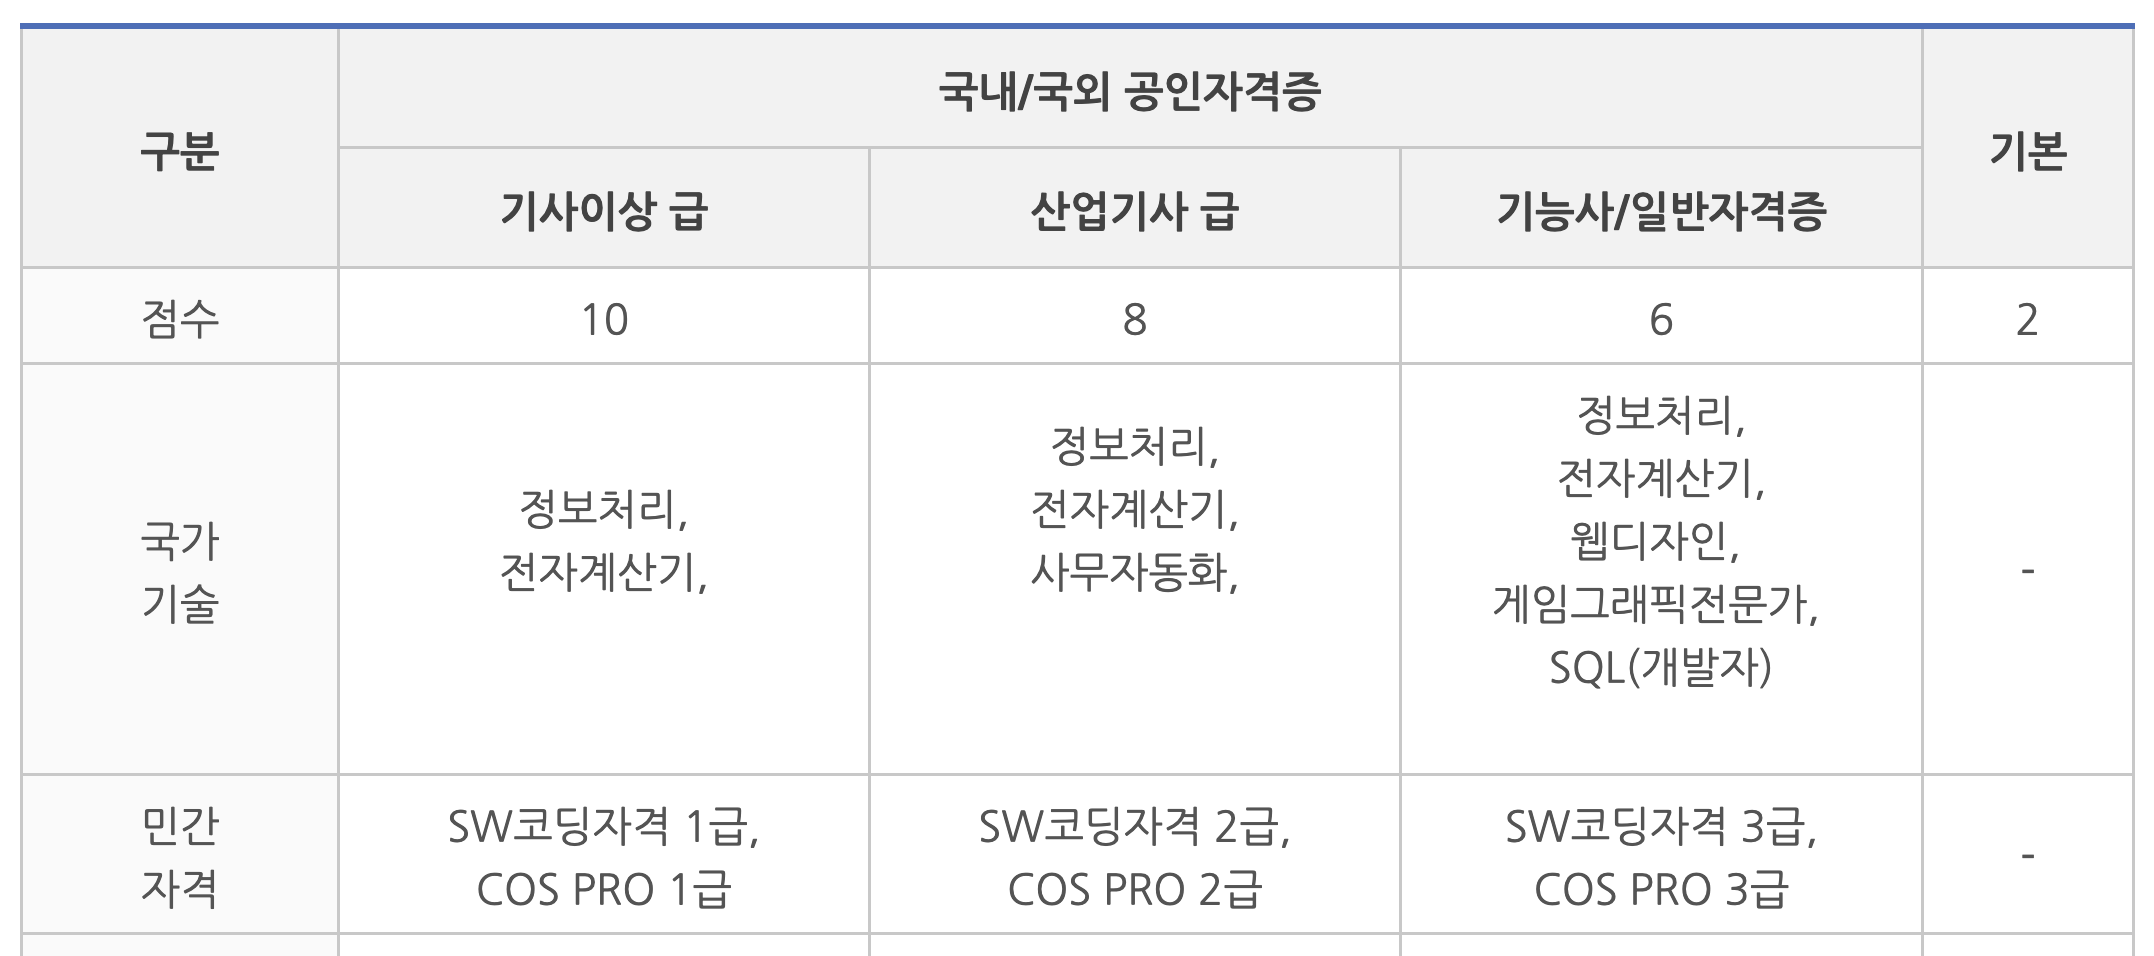 구분
국내/국외 공인자격증
기본
기사이상 급
산업기사 급
기능사/일반자격증
점수
10
8
6
2
국가
기술
정보처리,
전자계산기,
정보처리,
전자계산기,
사무자동화,
정보처리,
전자계산기,
웹디자인,
게임그래픽전문가,
SQL(개발자)
-
민간
자격
SW코딩자격 1급,
COS PRO 1급
SW코딩자격 2급,
COS PRO 2급
SW코딩자격 3급,
COS PRO 3급
-